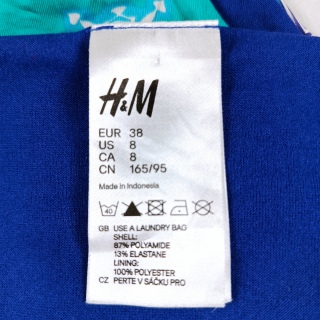 H&M
EUR 38
US 8
CA 8
CN 165/95
Made in Indonesia
40
GB USE A LAUNDRY BAG
SHELL:
87% POLYAMIDE
13% ELASTANE
LINING:
100% POLYESTER
CZ PERTE V SÁČKU PRO